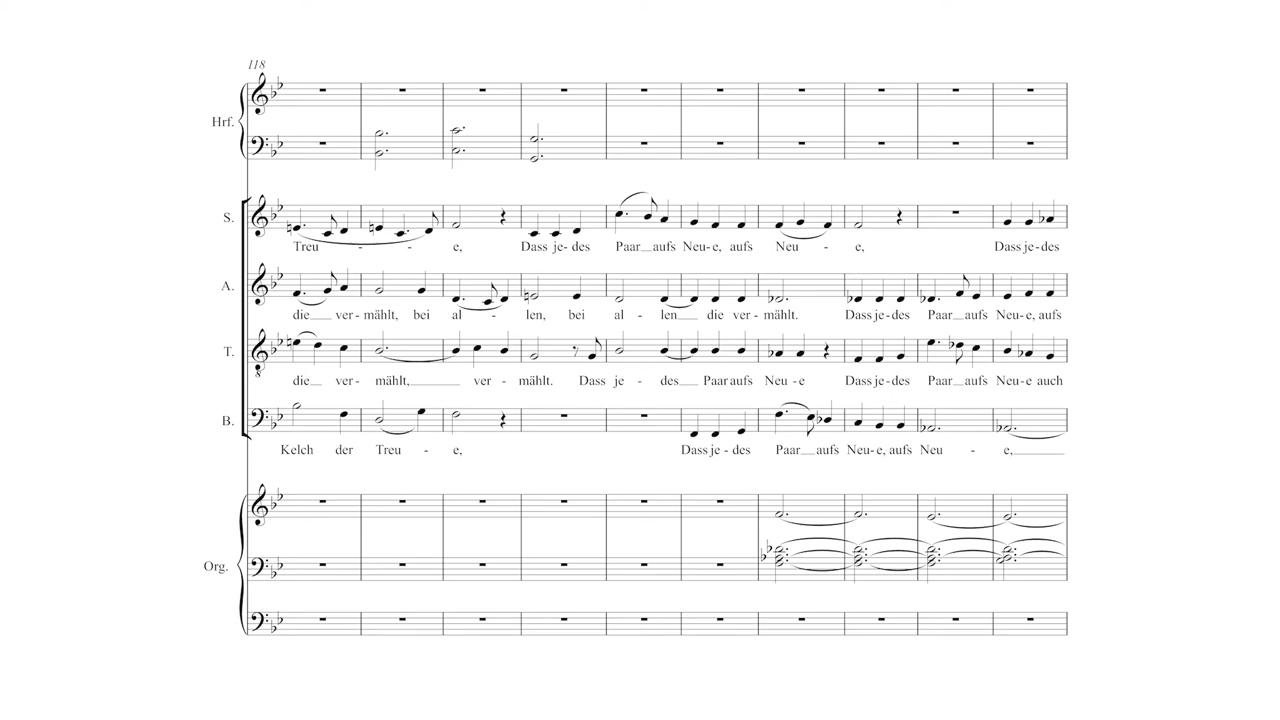 118
Hrf.
S.
Treu - - e, Dass je-des Paar aufs Neu-e, aufs Neu - e, Dass je-des
A.
die ver-mählt, bei al - len, bei al - len die ver-mählt. Dass je-des Paar aufs Neu-e, aufs
T.
die ver - mählt, ver - mählt. Dass je - des Paar aufs Neu - e Dass je-des Paar aufs Neu-e auch
B.
Kelch der Treu - e, Dass je - des Paar aufs Neu-e, aufs Neu - e,
Org.